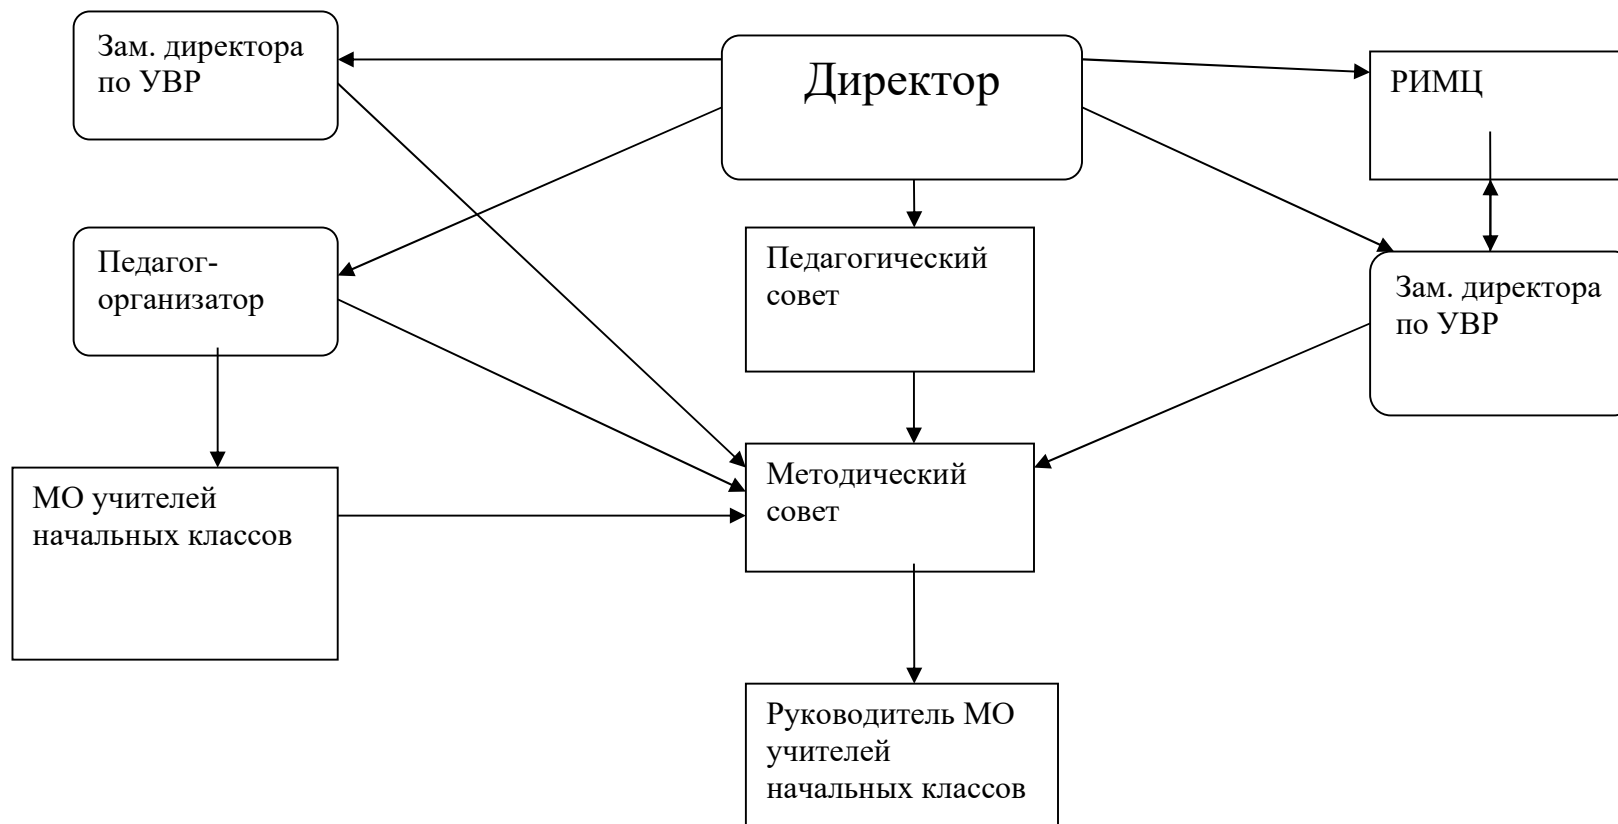 Зам. директора
по УВР
Директор
РИМЦ
Педагог-
организатор
Педагогический
совет
Зам. директора
по УВР
МО учителей
начальных классов
Методический
совет
Руководитель МО
учителей
начальных классов